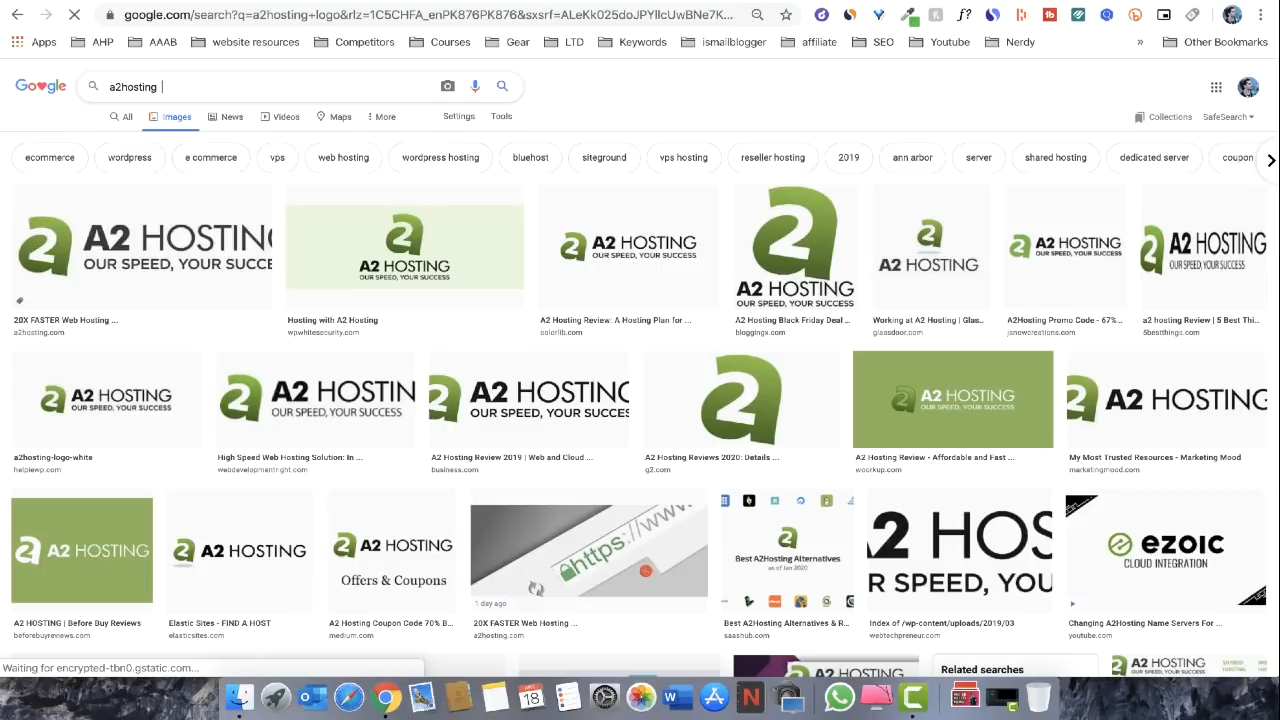 google.com/search?q=a2hosting+logo&rlz=1C5CHFA_enPK876PK876&sxsrf=ALeKk025doJPYllcUwBNe7K...
Apps AHP AAAB website resources Competitors Courses Gear LTD Keywords ismailblogger affiliate SEO Youtube Nerdy » Other Bookmarks
a2hosting
All Images News Videos Maps More Settings Tools Collections SafeSearch
ecommerce wordpress e commerce vps web hosting wordpress hosting bluehost siteground vps hosting reseller hosting 2019 ann arbor server shared hosting dedicated server coupon
A2 HOSTING
OUR SPEED, YOUR SUCCE
A2 HOSTING
OUR SPEED, YOUR SUCCESS
A2 HOSTING
OUR SPEED, YOUR SUCCESS
A2 HOSTING
OUR SPEED, YOUR SUCCESS
A2 HOSTING
A2 HOSTING
OUR SPEED, YOUR SUCCESS
A2 HOSTING
OUR SPEED, YOUR SUCCESS
20X FASTER Web Hosting ... Hosting with A2 Hosting A2 Hosting Review: A Hosting Plan for ... A2 Hosting Black Friday Deal ... Working at A2 Hosting | Glas... A2Hosting Promo Code - 67%... a2 hosting Review | 5 Best Thi...
a2hosting.com wpwhitesecurity.com colorlib.com bloggingx.com glassdoor.com jsnowcreations.com 5bestthings.com
A2 HOSTING
OUR SPEED, YOUR SUCCESS
A2 HOSTIN
OUR SPEED, YOUR SUCCESS
A2 HOSTING
OUR SPEED, YOUR SUCCES
A2 HOSTING
OUR SPEED, YOUR SUCCESS
A2 HOSTING
a2hosting-logo-white High Speed Web Hosting Solution: In ... A2 Hosting Review 2019 | Web and Cloud ... A2 Hosting Reviews 2020: Details ... A2 Hosting Review - Affordable and Fast ... My Most Trusted Resources - Marketing Mood
helpiewp.com webdevelopmentright.com business.com g2.com woorkup.com marketingmood.com
A2 HOSTING
A2 HOSTING
A2 HOSTING
Offers & Coupons
https://www
1 day ago
Best A2Hosting Alternatives
as of Jan 2020
2 HOS
R SPEED, YOU
ezoic
CLOUD INTEGRATION
A2 HOSTING | Before Buy Reviews Elastic Sites - FIND A HOST A2 Hosting Coupon Code 70% B... 20X FASTER Web Hosting ... Best A2Hosting Alternatives & R... Index of /wp-content/uploads/2019/03 Changing A2Hosting Name Servers For ...
beforebuyreviews.com elasticsites.com medium.com a2hosting.com saashub.com webtechpreneur.com youtube.com
Waiting for encrypted-tbn0.gstatic.com...
A2 HOSTING
Related searches
A2 HOSTING
OUR SPEED, YOUR SUCCESS